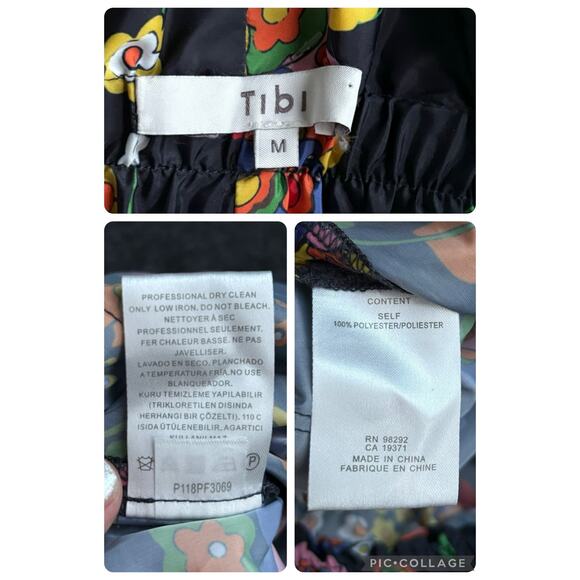 Tibi
M
PROFESSIONAL DRY CLEAN
ONLY LOW IRON. DO NOT BLEACH.
NETTOYER À SEC
PROFESSIONNEL SEULEMENT.
FER CHALEUR BASSE. NE PAS
JAVELLISER.
LAVADO EN SECO. PLANCHADO
A TEMPERATURA FRÍA.NO USE
BLANQUEADOR.
KURU TEMIZLEME YAPILABILIR
(TRIKLORETILEN DISINDA
HERHANGI BIR ÇÖZELTI). 110 C
ISIDA ÜTÜLENEBILIR, AGARTICI
KULLANILMAZ
P
P118PF3069
CONTENT
SELF
100% POLYESTER/POLIESTER
RN 98292
CA 19371
MADE IN CHINA
FABRIQUE EN CHINE
PIC•COLLAGE